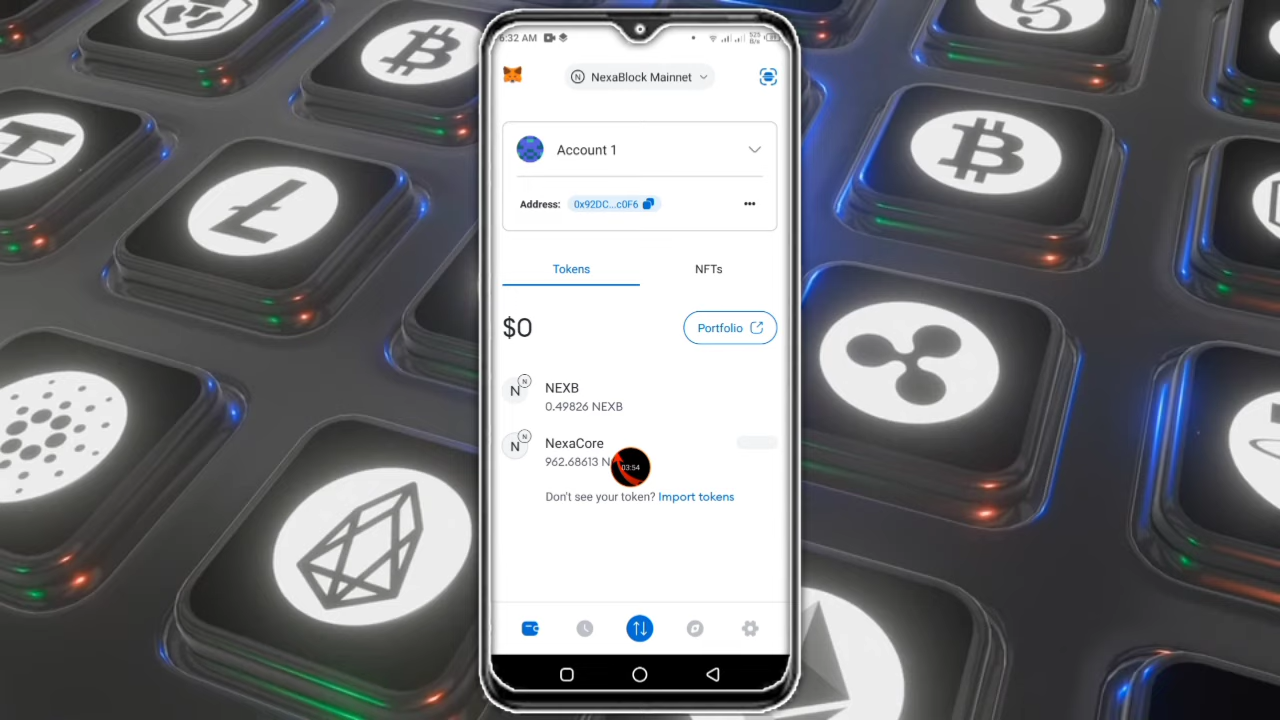 6:32 AM
525 B/s
NexaBlock Mainnet
Account 1
Address: 0x92DC...c0F6
Tokens NFTs
$0
Portfolio
N N
NEXB
0.49826 NEXB
N N
NexaCore
962.68613 N
03:54
Don't see your token? Import tokens